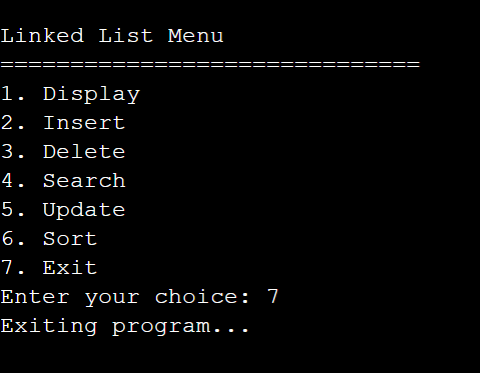 Linked List Menu
==============================
1. Display
2. Insert
3. Delete
4. Search
5. Update
6. Sort
7. Exit
Enter your choice: 7
Exiting program...